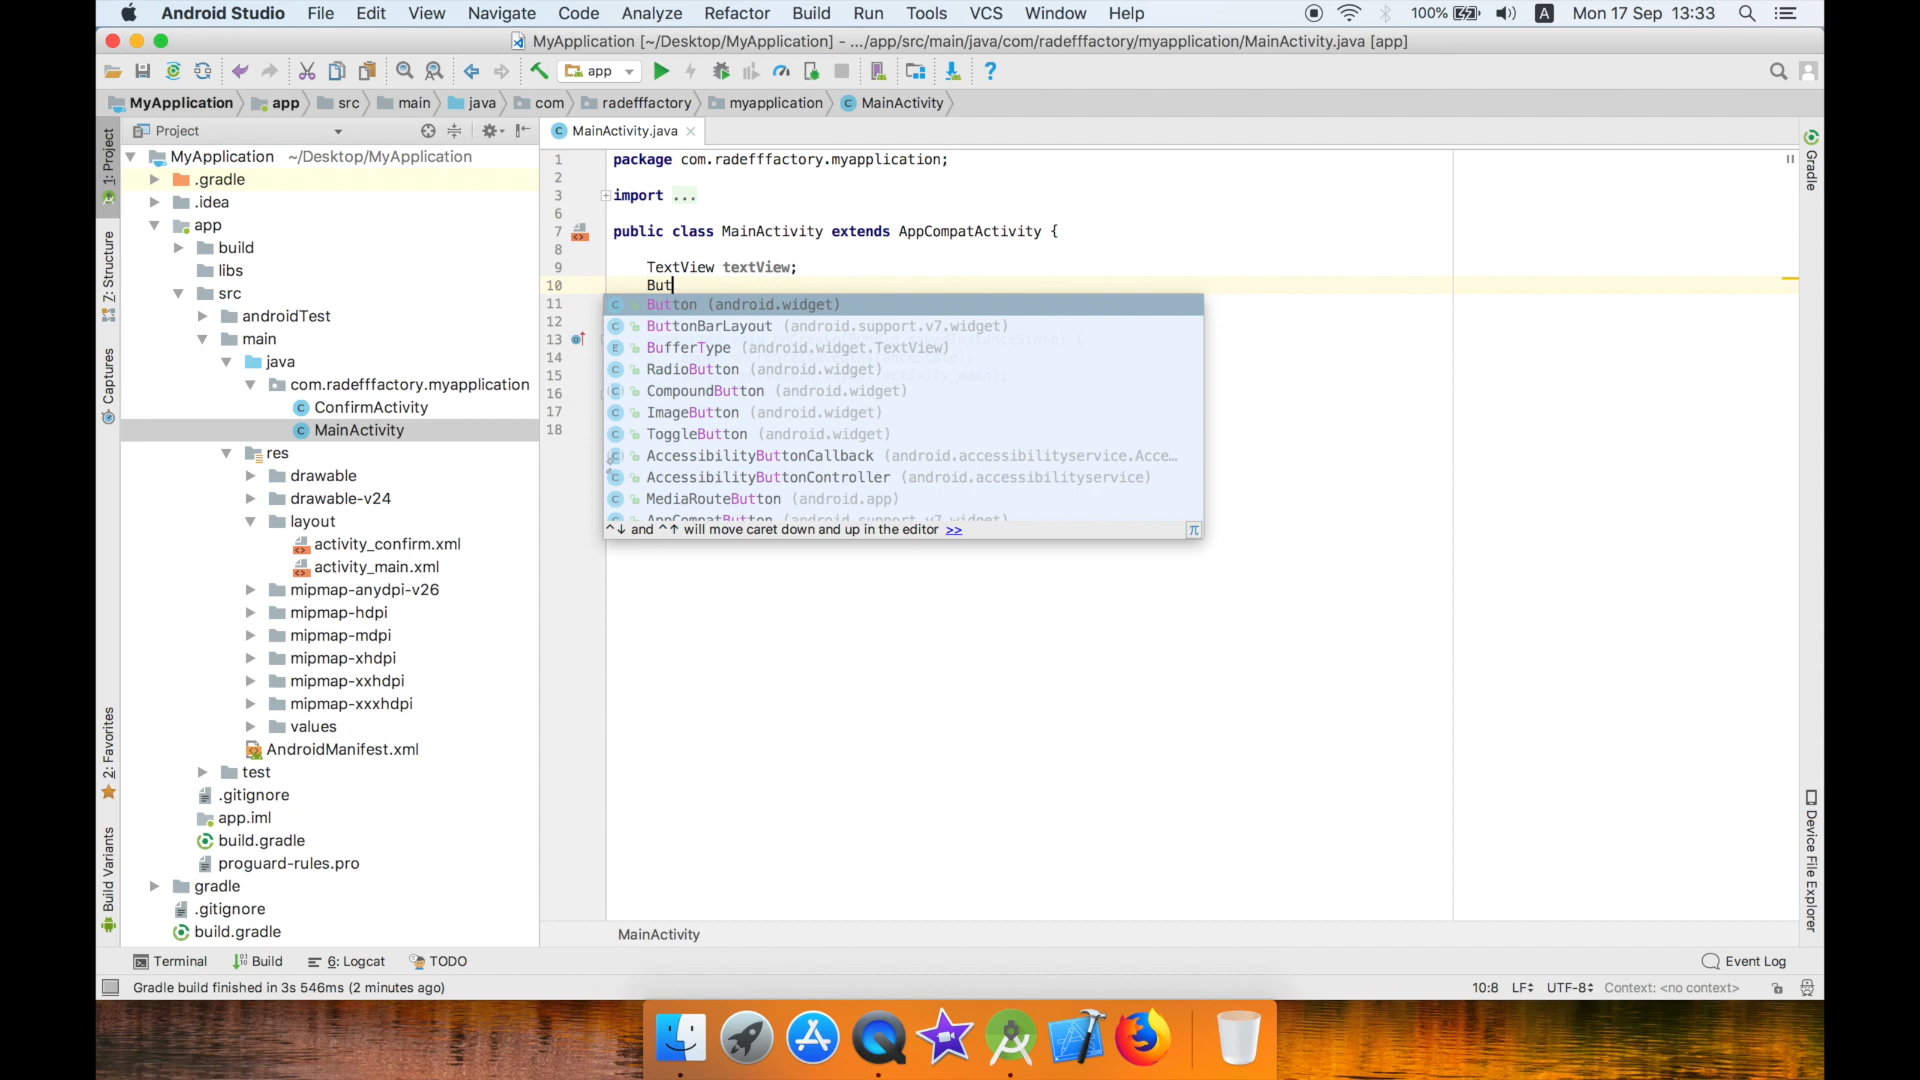 Android Studio File Edit View Navigate Code Analyze Refactor Build Run Tools VCS Window Help 100% A Mon 17 Sep 13:33
MyApplication [~/Desktop/MyApplication] - .../app/src/main/java/com/radefffactory/myapplication/MainActivity.java [app]
app
MyApplication app src main java com radefffactory myapplication MainActivity
Project
MainActivity.java
1: Project
Z: Structure
Captures
2: Favorites
Build Variants
MyApplication ~/Desktop/MyApplication
.gradle
.idea
app
build
libs
src
androidTest
main
java
com.radefffactory.myapplication
ConfirmActivity
MainActivity
res
drawable
drawable-v24
layout
activity_confirm.xml
activity_main.xml
mipmap-anydpi-v26
mipmap-hdpi
mipmap-mdpi
mipmap-xhdpi
mipmap-xxhdpi
mipmap-xxxhdpi
values
AndroidManifest.xml
test
.gitignore
app.iml
build.gradle
proguard-rules.pro
gradle
.gitignore
build.gradle
1 package com.radefffactory.myapplication;
2
3 import ...
6
7 public class MainActivity extends AppCompatActivity {
8
9 TextView textView;
10 But
11
12
13
14
15
16
17
18
Button (android.widget)
ButtonBarLayout (android.support.v7.widget)
BufferType (android.widget.TextView)
RadioButton (android.widget)
CompoundButton (android.widget)
ImageButton (android.widget)
ToggleButton (android.widget)
AccessibilityButtonCallback (android.accessibilityservice.Acce...
AccessibilityButtonController (android.accessibilityservice)
MediaRouteButton (android.app)
AppCompatButton (android.support.v7.widget)
^↓ and ^↑ will move caret down and up in the editor >>
π
Gradle
Device File Explorer
MainActivity
Terminal Build 6: Logcat TODO Event Log
Gradle build finished in 3s 546ms (2 minutes ago) 10:8 LF UTF-8 Context: <no context>